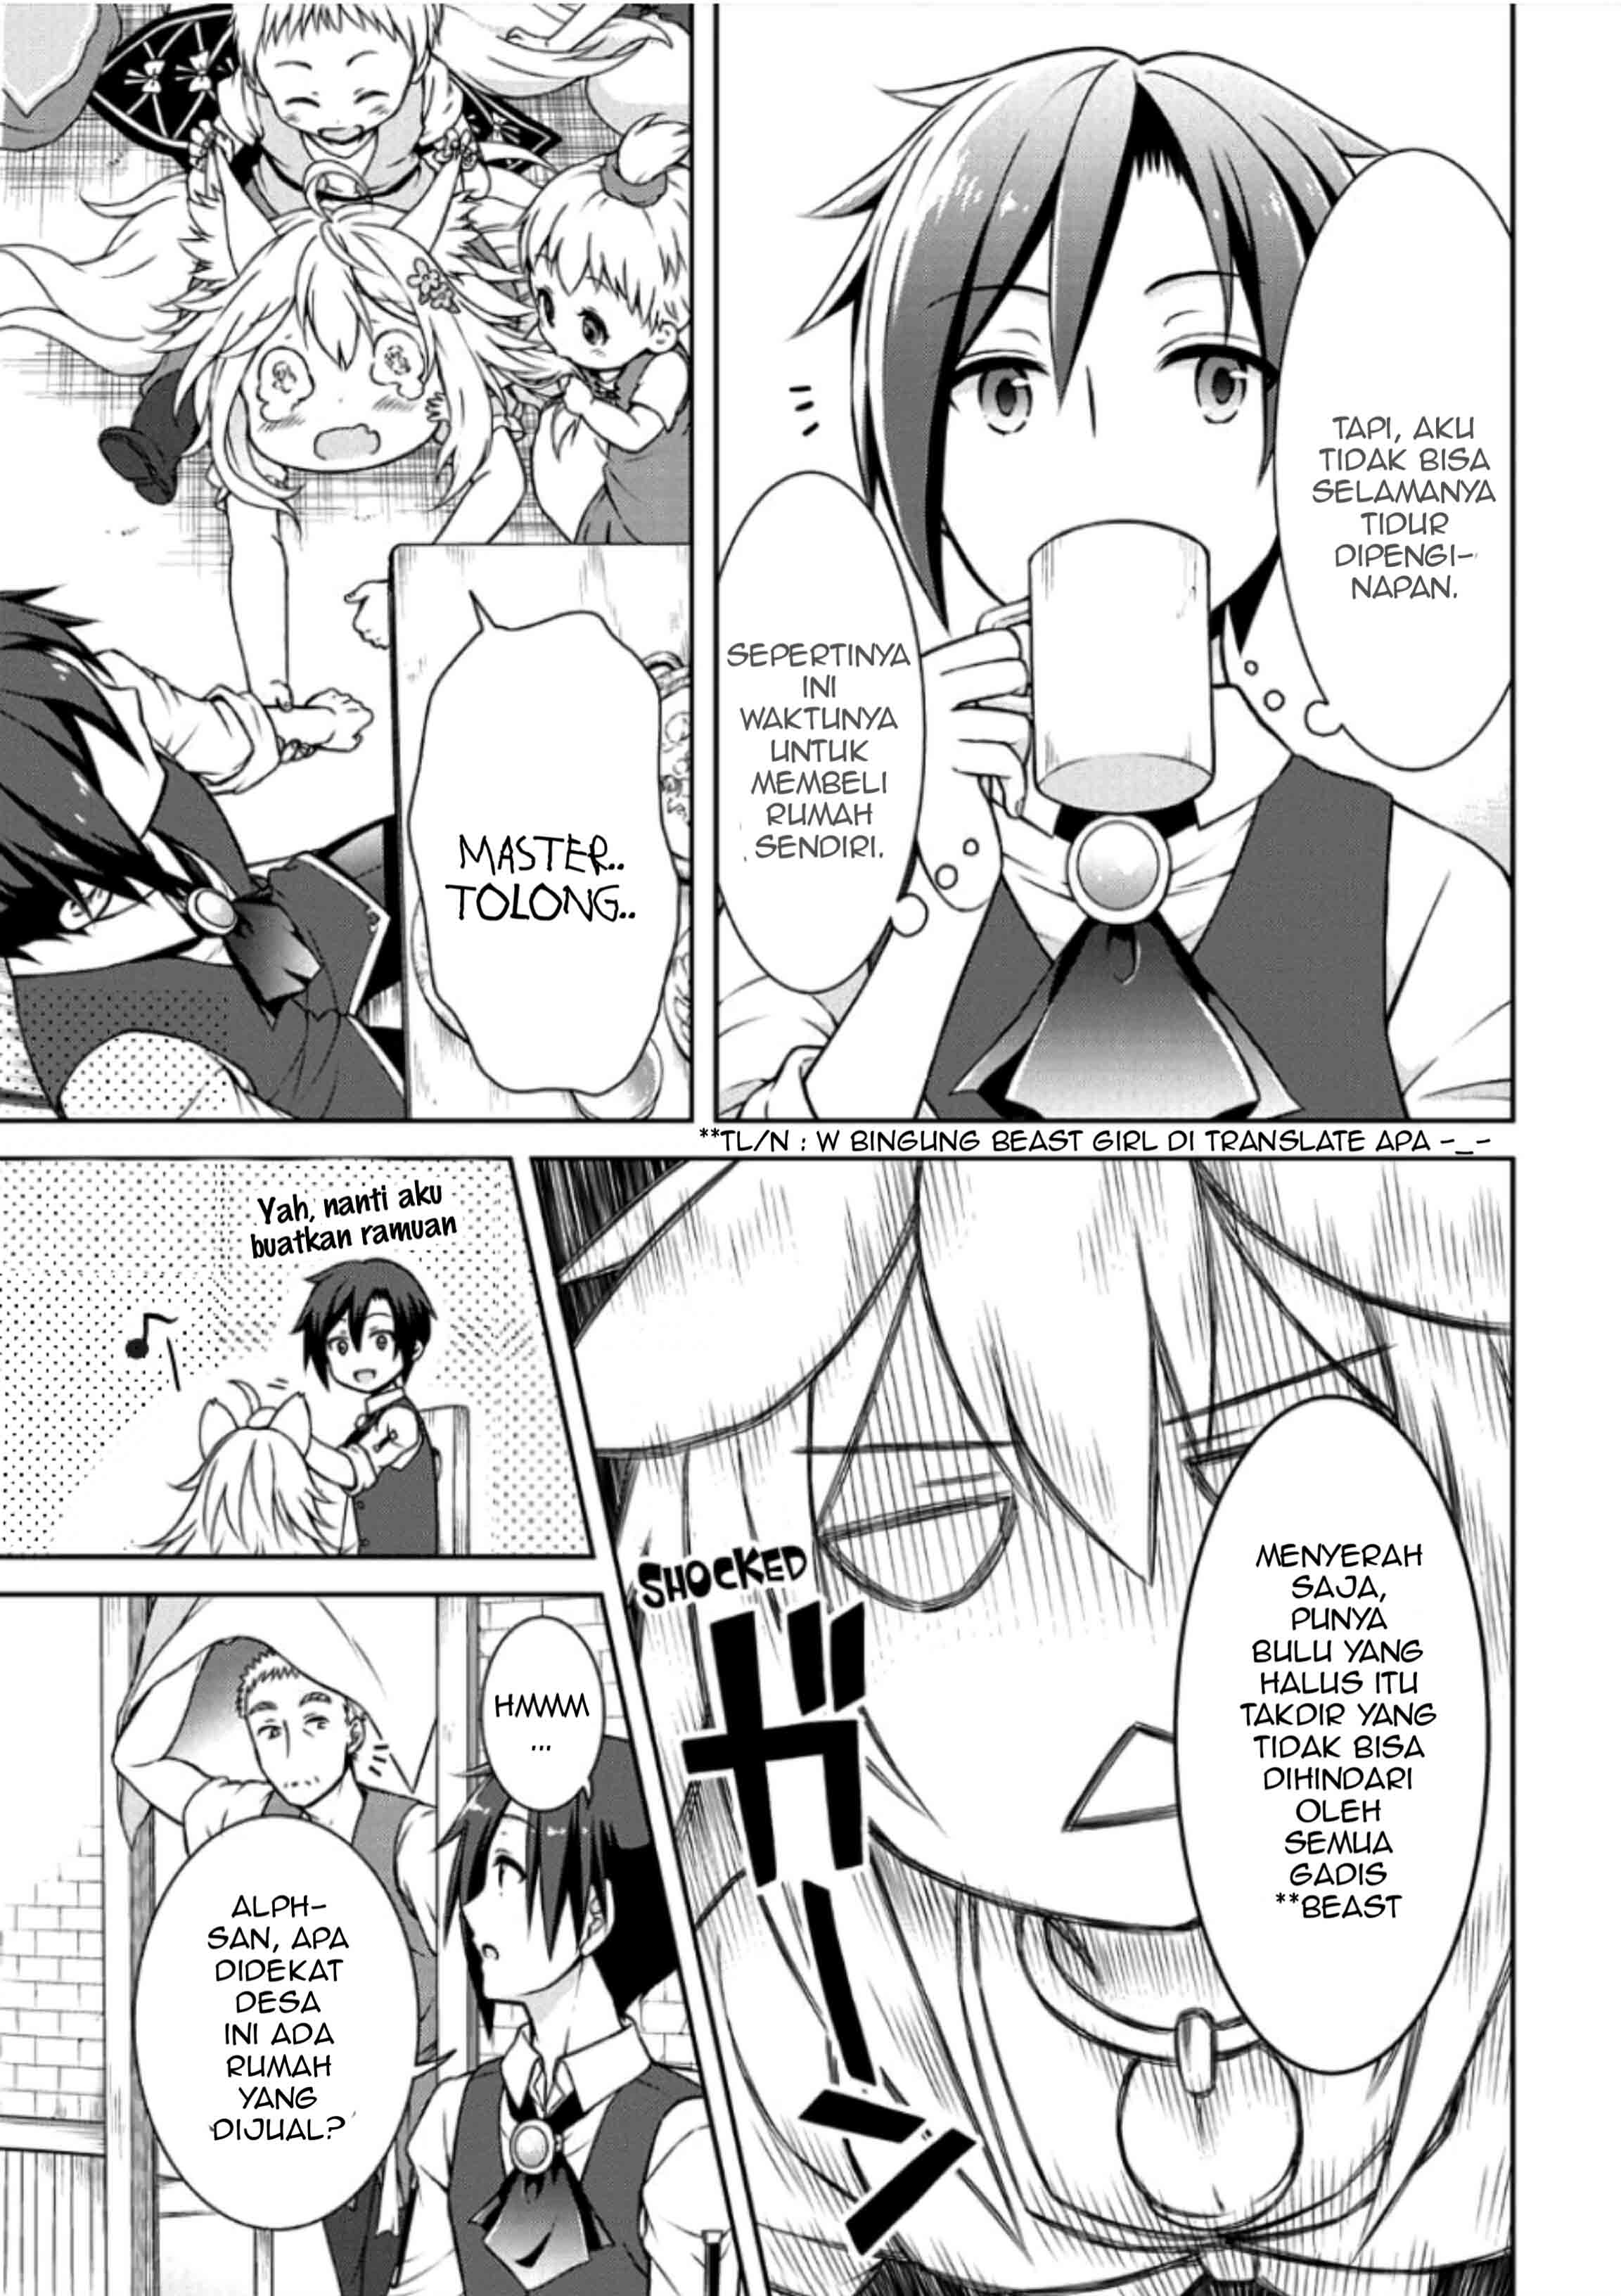 TAPI, AKU
TIDAK BISA
SELAMANYA
TIDUR
DIPENGI-
NAPAN.
SEPERTINYA
INI
WAKTUNYA
UNTUK
MEMBELI
RUMAH
SENDIRI.
MASTER..
TOLONG..
**TL/N : W BINGUNG BEAST GIRL DI TRANSLATE APA -_-
MENYERAH
SAJA,
PUNYA
BULU YANG
HALUS ITU
TAKDIR YANG
TIDAK BISA
DIHINDARI
OLEH
SEMUA
GADIS
**BEAST
SHOCKED
ガーン
Yah, nanti aku
buatkan ramuan
HMMM
...
ALPH-
SAN, APA
DIDEKAT
DESA
INI ADA
RUMAH
YANG
DIJUAL?